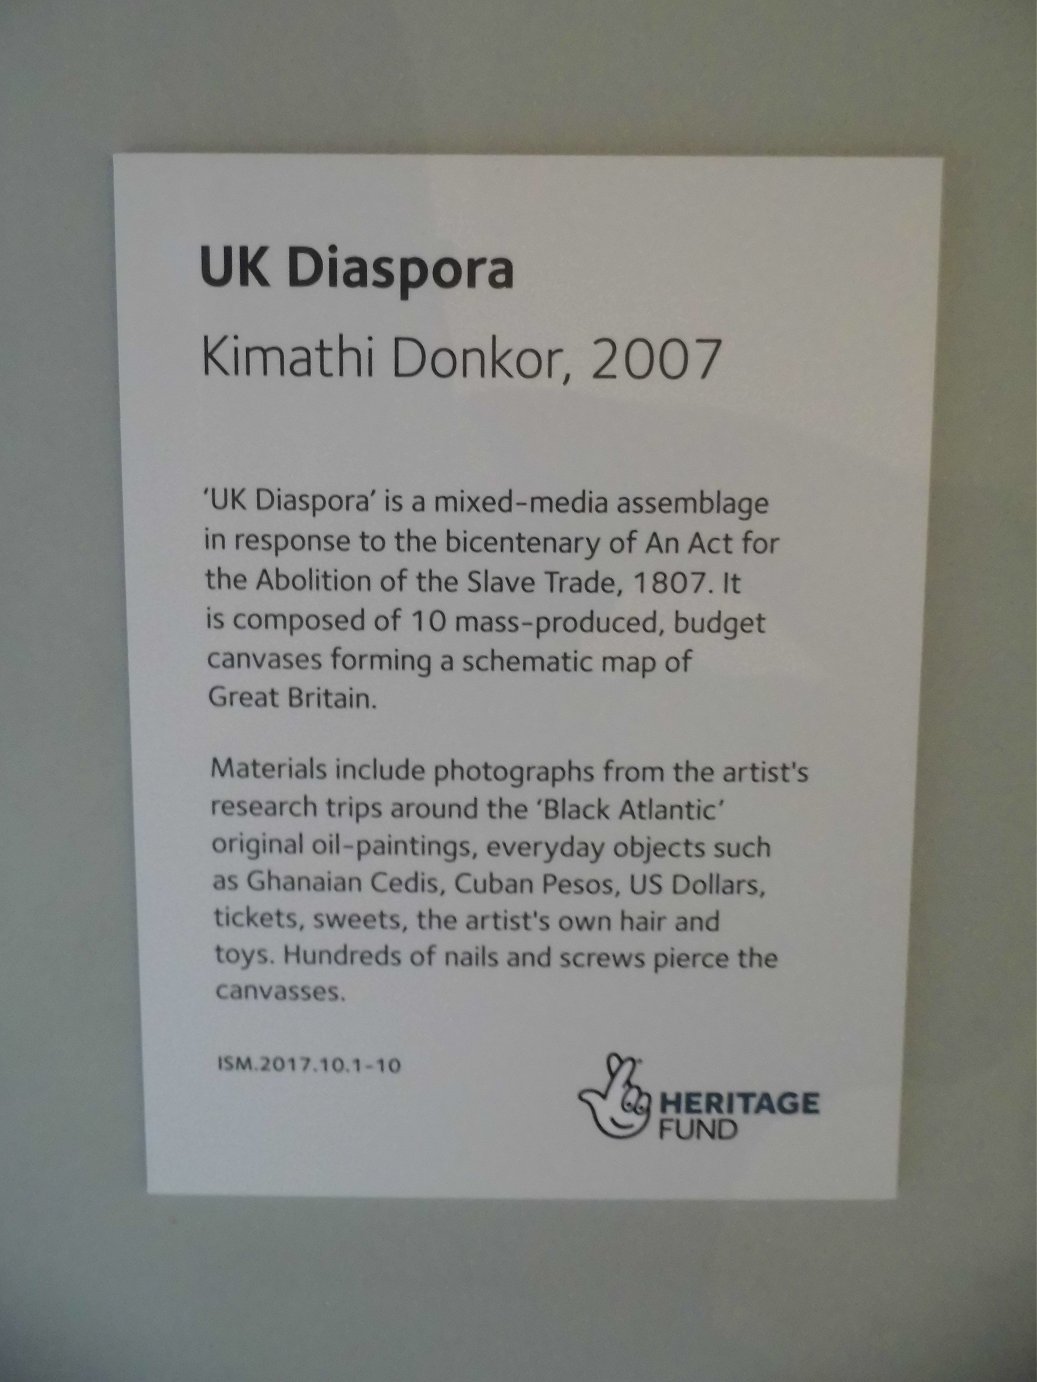 UK Diaspora
Kimathi Donkor, 2007
‘UK Diaspora’ is a mixed-media assemblage
in response to the bicentenary of An Act for
the Abolition of the Slave Trade, 1807. It
is composed of 10 mass-produced, budget
canvases forming a schematic map of
Great Britain.
Materials include photographs from the artist's
research trips around the ‘Black Atlantic’
original oil-paintings, everyday objects such
as Ghanaian Cedis, Cuban Pesos, US Dollars,
tickets, sweets, the artist's own hair and
toys. Hundreds of nails and screws pierce the
canvasses.
ISM.2017.10.1-10
HERITAGE
FUND